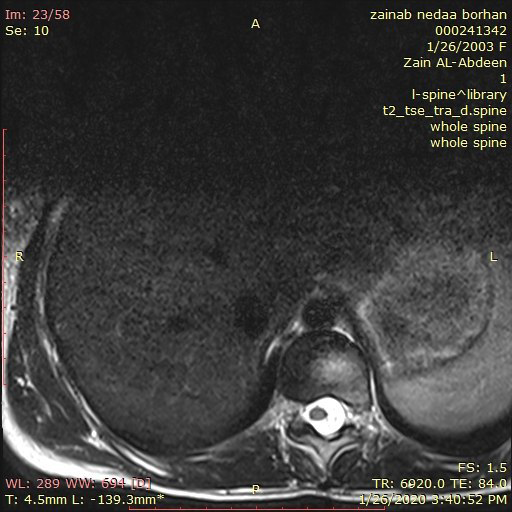 Im: 23/58
Se: 10
A
zainab nedaa borhan
000241342
1/26/2003 F
Zain AL-Abdeen
1
l-spine^library
t2_tse_tra_d.spine
whole spine
whole spine
R
L
WL: 289 WW: 694 [D]
T: 4.5mm L: -139.3mm*
P
FS: 1.5
TR: 6920.0 TE: 84.0
1/26/2020 3:40:52 PM